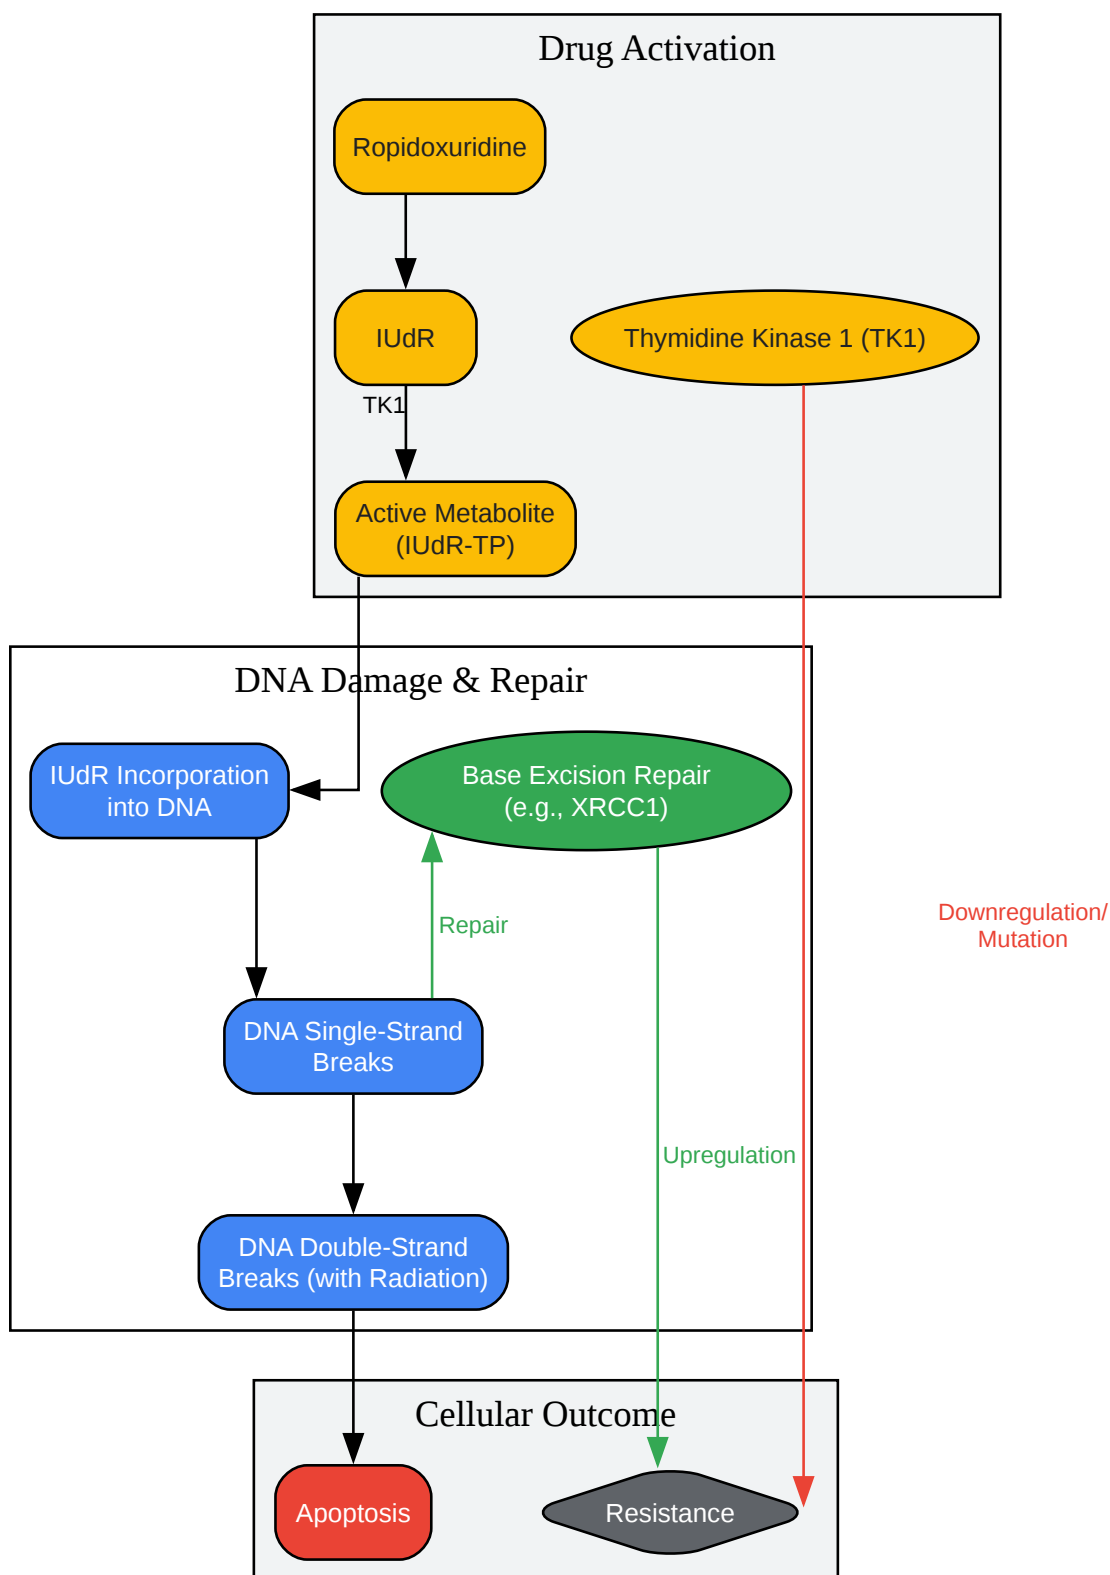 Drug Activation
Ropidoxuridine
IUdR
Thymidine Kinase 1 (TK1)
TK1
Active Metabolite
(IUdR-TP)
DNA Damage & Repair
IUdR Incorporation
into DNA
Base Excision Repair
(e.g., XRCC1)
Repair
Downregulation/
Mutation
DNA Single-Strand
Breaks
Upregulation
DNA Double-Strand
Breaks (with Radiation)
Cellular Outcome
Apoptosis
Resistance